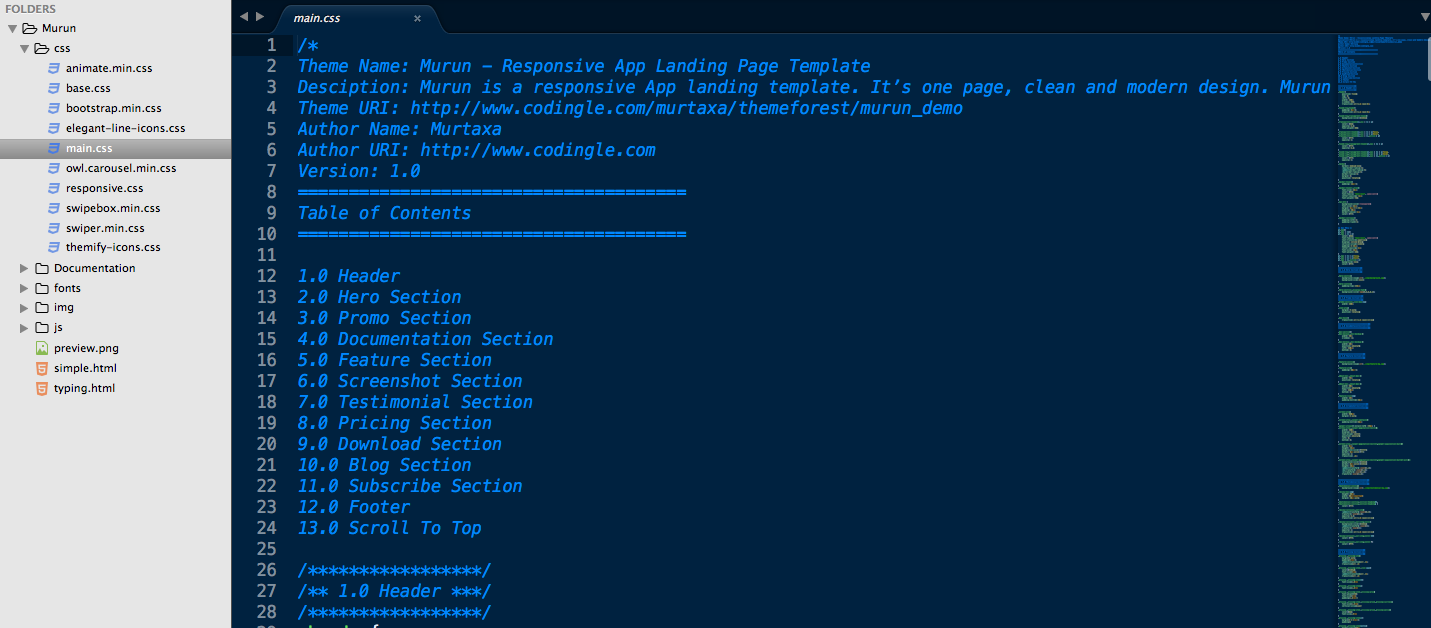 FOLDERS
Murun
css
animate.min.css
base.css
bootstrap.min.css
elegant-line-icons.css
main.css
owl.carousel.min.css
responsive.css
swipebox.min.css
swiper.min.css
themify-icons.css
Documentation
fonts
img
js
preview.png
simple.html
typing.html
main.css ×
1 /*
2 Theme Name: Murun - Responsive App Landing Page Template
3 Desciption: Murun is a responsive App landing template. It’s one page, clean and modern design. Murun
4 Theme URI: http://www.codingle.com/murtaxa/themeforest/murun_demo
5 Author Name: Murtaxa
6 Author URI: http://www.codingle.com
7 Version: 1.0
8 ======================================
9 Table of Contents
10 ======================================
11
12 1.0 Header
13 2.0 Hero Section
14 3.0 Promo Section
15 4.0 Documentation Section
16 5.0 Feature Section
17 6.0 Screenshot Section
18 7.0 Testimonial Section
19 8.0 Pricing Section
20 9.0 Download Section
21 10.0 Blog Section
22 11.0 Subscribe Section
23 12.0 Footer
24 13.0 Scroll To Top
25
26 /*****************/
27 /** 1.0 Header ***/
28 /*****************/